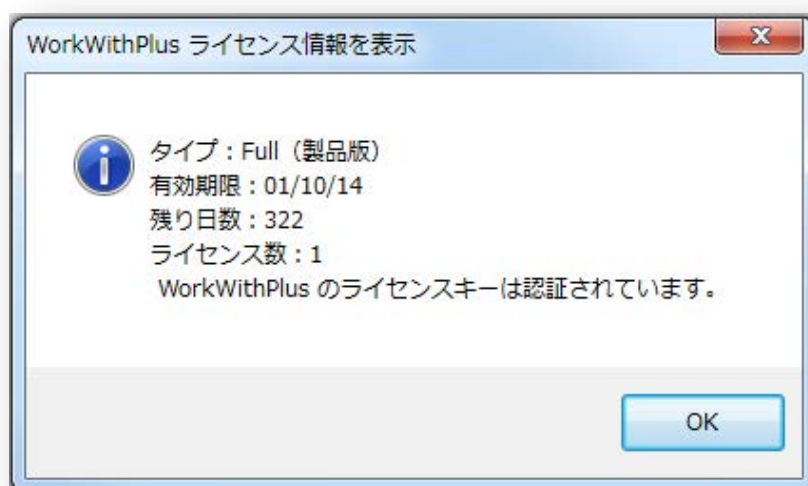 WorkWithPlus ライセンス情報を表示
タイプ：Full（製品版）
有効期限：01/10/14
残り日数：322
ライセンス数：1
WorkWithPlus のライセンスキーは認証されています。
OK